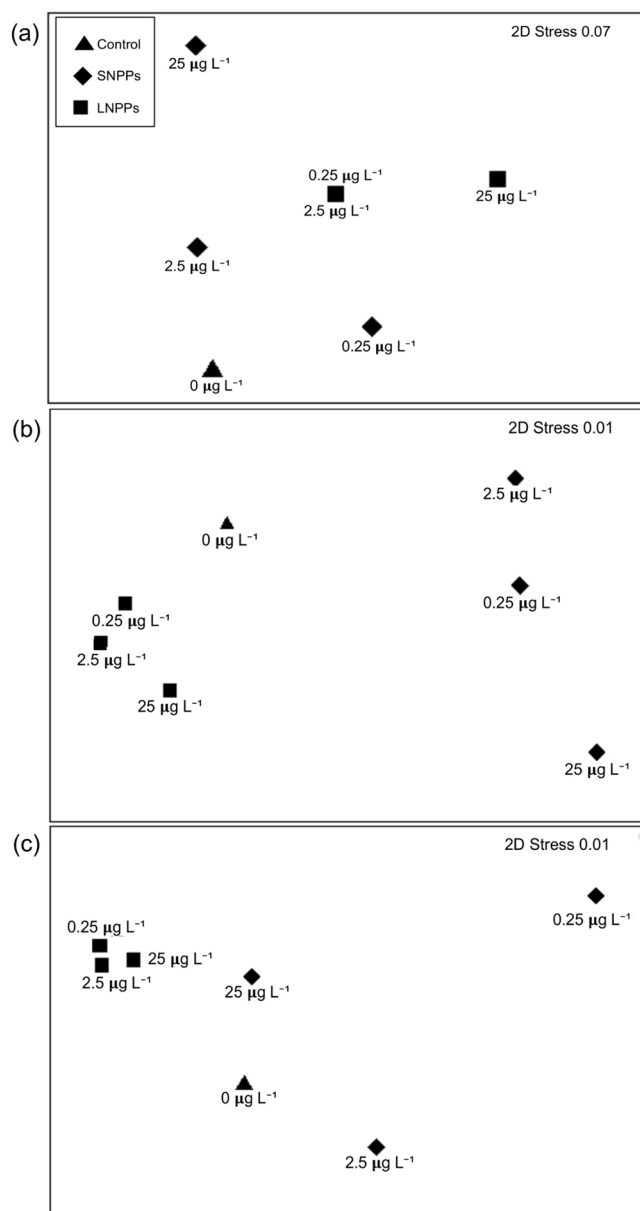 (a)
2D Stress 0.07
Control
SNPPs
LNPPs
25 µg L⁻¹
0.25 µg L⁻¹
2.5 µg L⁻¹
25 µg L⁻¹
2.5 µg L⁻¹
0.25 µg L⁻¹
0 µg L⁻¹
(b)
2D Stress 0.01
2.5 µg L⁻¹
0 µg L⁻¹
0.25 µg L⁻¹
0.25 µg L⁻¹
2.5 µg L⁻¹
25 µg L⁻¹
25 µg L⁻¹
(c)
2D Stress 0.01
0.25 µg L⁻¹
0.25 µg L⁻¹
25 µg L⁻¹
2.5 µg L⁻¹
25 µg L⁻¹
0 µg L⁻¹
2.5 µg L⁻¹